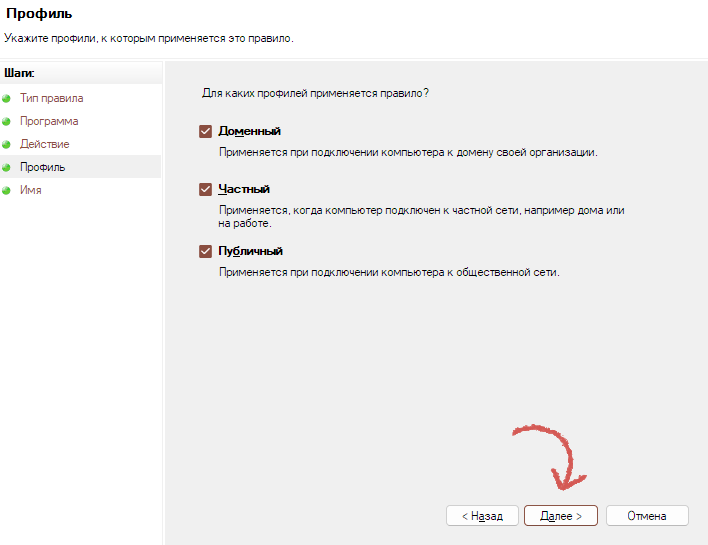 Профиль
Укажите профили, к которым применяется это правило.
Шаги:
Тип правила
Программа
Действие
Профиль
Имя
Для каких профилей применяется правило?
Доменный
Применяется при подключении компьютера к домену своей организации.
Частный
Применяется, когда компьютер подключен к частной сети, например дома или
на работе.
Публичный
Применяется при подключении компьютера к общественной сети.
< Назад
Далее >
Отмена